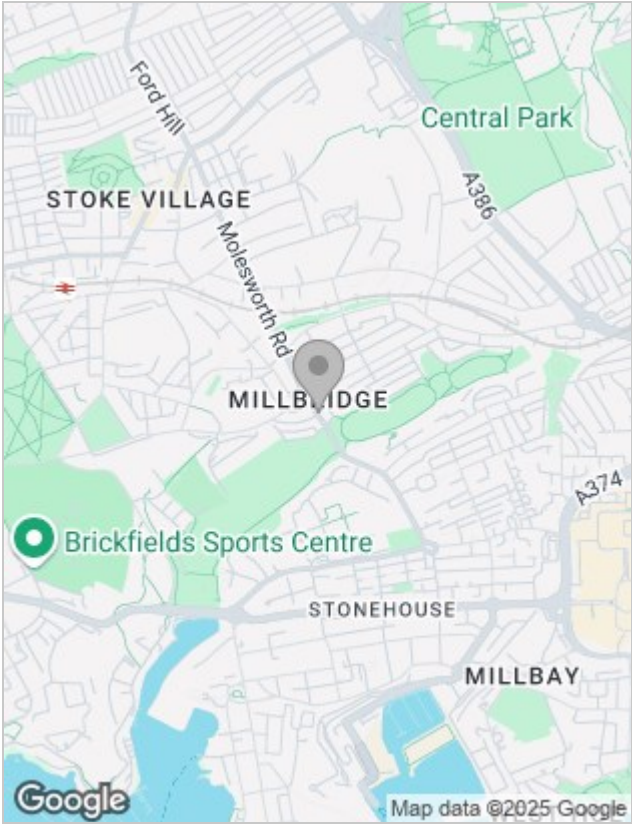 Ford Hill
Central Park
STOKE VILLAGE
A386
Molesworth Rd
MILLBRIDGE
A374
Brickfields Sports Centre
STONEHOUSE
MILLBAY
Google
Map data ©2025 Google